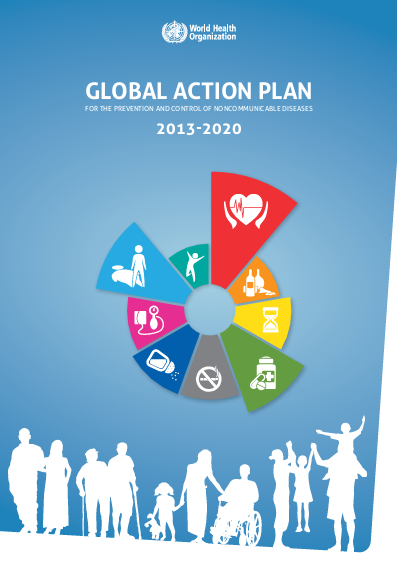 World Health
Organization
GLOBAL ACTION PLAN
FOR THE PREVENTION AND CONTROL OF NONCOMMUNICABLE DISEASES
2013-2020